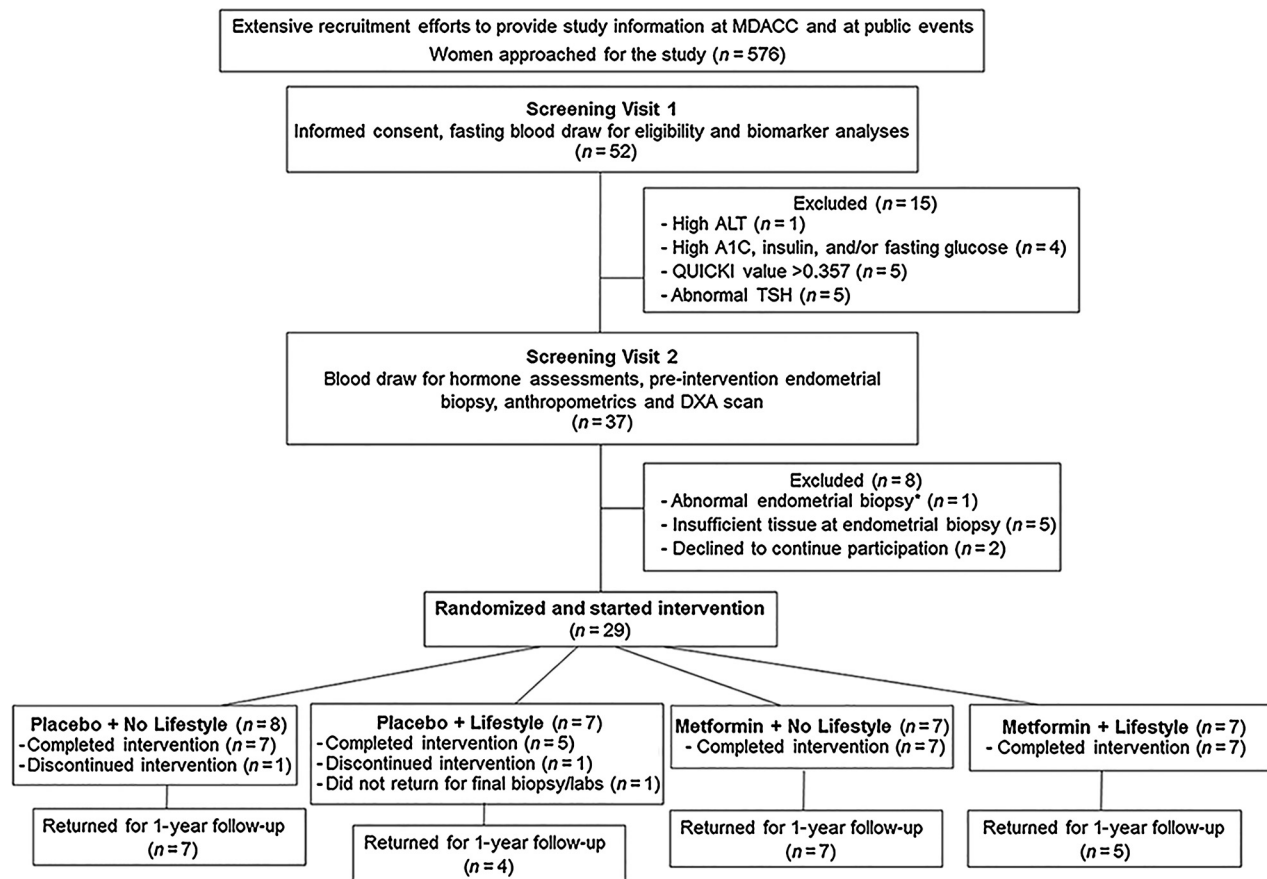 Extensive recruitment efforts to provide study information at MDACC and at public events
Women approached for the study (n = 576)
Screening Visit 1
Informed consent, fasting blood draw for eligibility and biomarker analyses
(n = 52)
Excluded (n = 15)
- High ALT (n = 1)
- High A1C, insulin, and/or fasting glucose (n = 4)
- QUICKI value >0.357 (n = 5)
- Abnormal TSH (n = 5)
Screening Visit 2
Blood draw for hormone assessments, pre-intervention endometrial
biopsy, anthropometrics and DXA scan
(n = 37)
Excluded (n = 8)
- Abnormal endometrial biopsy* (n = 1)
- Insufficient tissue at endometrial biopsy (n = 5)
- Declined to continue participation (n = 2)
Randomized and started intervention
(n = 29)
Placebo + No Lifestyle (n = 8)
- Completed intervention (n = 7)
- Discontinued intervention (n = 1)
Returned for 1-year follow-up
(n = 7)
Placebo + Lifestyle (n = 7)
- Completed intervention (n = 5)
- Discontinued intervention (n = 1)
- Did not return for final biopsy/labs (n = 1)
Returned for 1-year follow-up
(n = 4)
Metformin + No Lifestyle (n = 7)
- Completed intervention (n = 7)
Returned for 1-year follow-up
(n = 7)
Metformin + Lifestyle (n = 7)
- Completed intervention (n = 7)
Returned for 1-year follow-up
(n = 5)